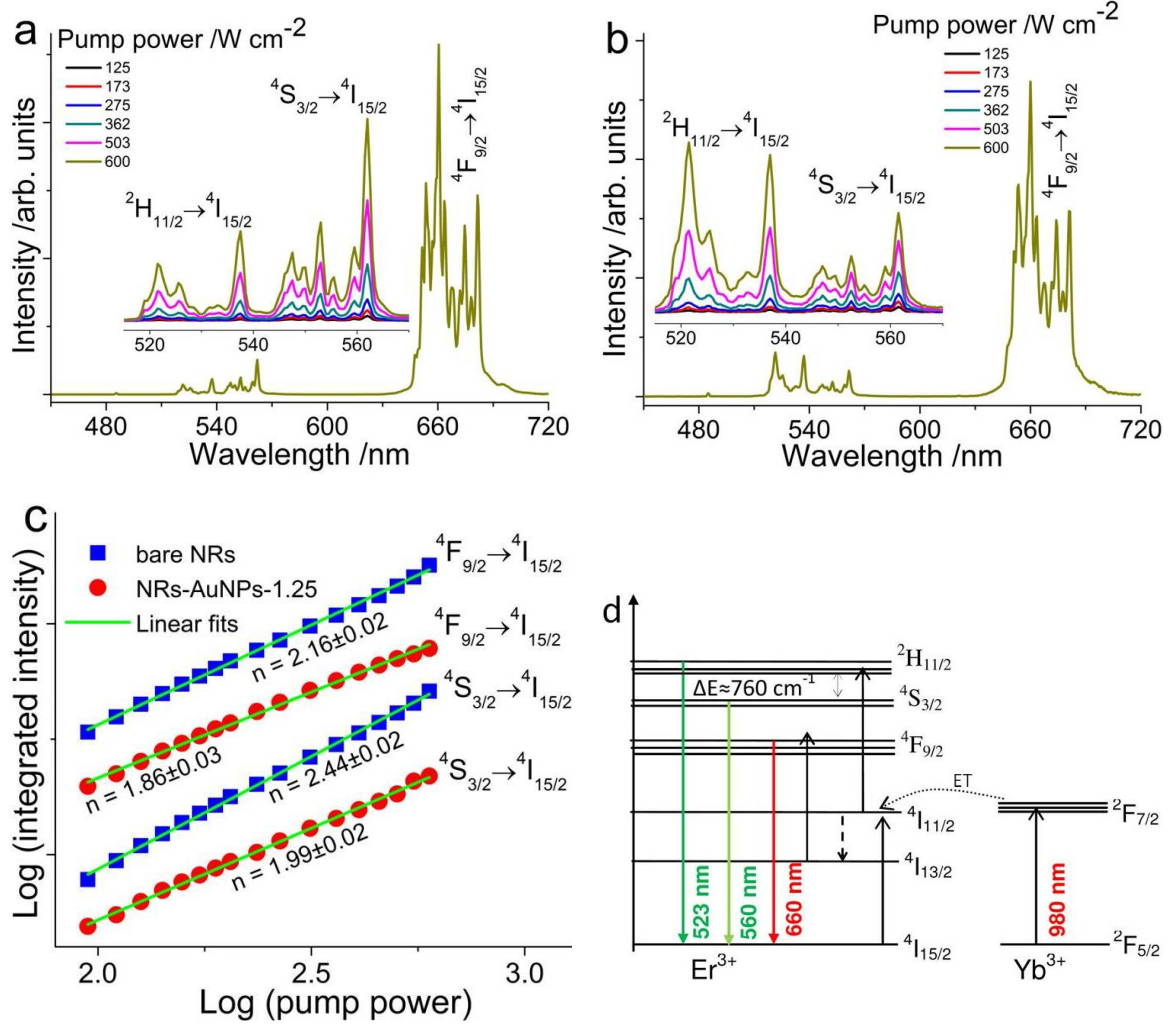 a
Pump power /W cm⁻²
125
173
275
362
503
600
⁴S₃/₂→⁴I₁₅/₂
²H₁₁/₂→⁴I₁₅/₂
⁴F₉/₂→⁴I₁₅/₂
520 540 560
Intensity /arb. units
480 540 600 660 720
Wavelength /nm
b
Pump power /W cm⁻²
125
173
275
362
503
600
²H₁₁/₂→⁴I₁₅/₂
⁴S₃/₂→⁴I₁₅/₂
⁴F₉/₂→⁴I₁₅/₂
520 540 560
Intensity /arb. units
480 540 600 660 720
Wavelength /nm
c
bare NRs
NRs-AuNPs-1.25
Linear fits
⁴F₉/₂→⁴I₁₅/₂
n = 2.16±0.02
⁴F₉/₂→⁴I₁₅/₂
n = 1.86±0.03
⁴S₃/₂→⁴I₁₅/₂
n = 2.44±0.02
⁴S₃/₂→⁴I₁₅/₂
n = 1.99±0.02
Log (integrated intensity)
2.0 2.5 3.0
Log (pump power)
d
²H₁₁/₂
ΔE≈760 cm⁻¹
⁴S₃/₂
⁴F₉/₂
ET
⁴I₁₁/₂
²F₇/₂
⁴I₁₃/₂
523 nm
560 nm
660 nm
980 nm
⁴I₁₅/₂
²F₅/₂
Er³⁺
Yb³⁺